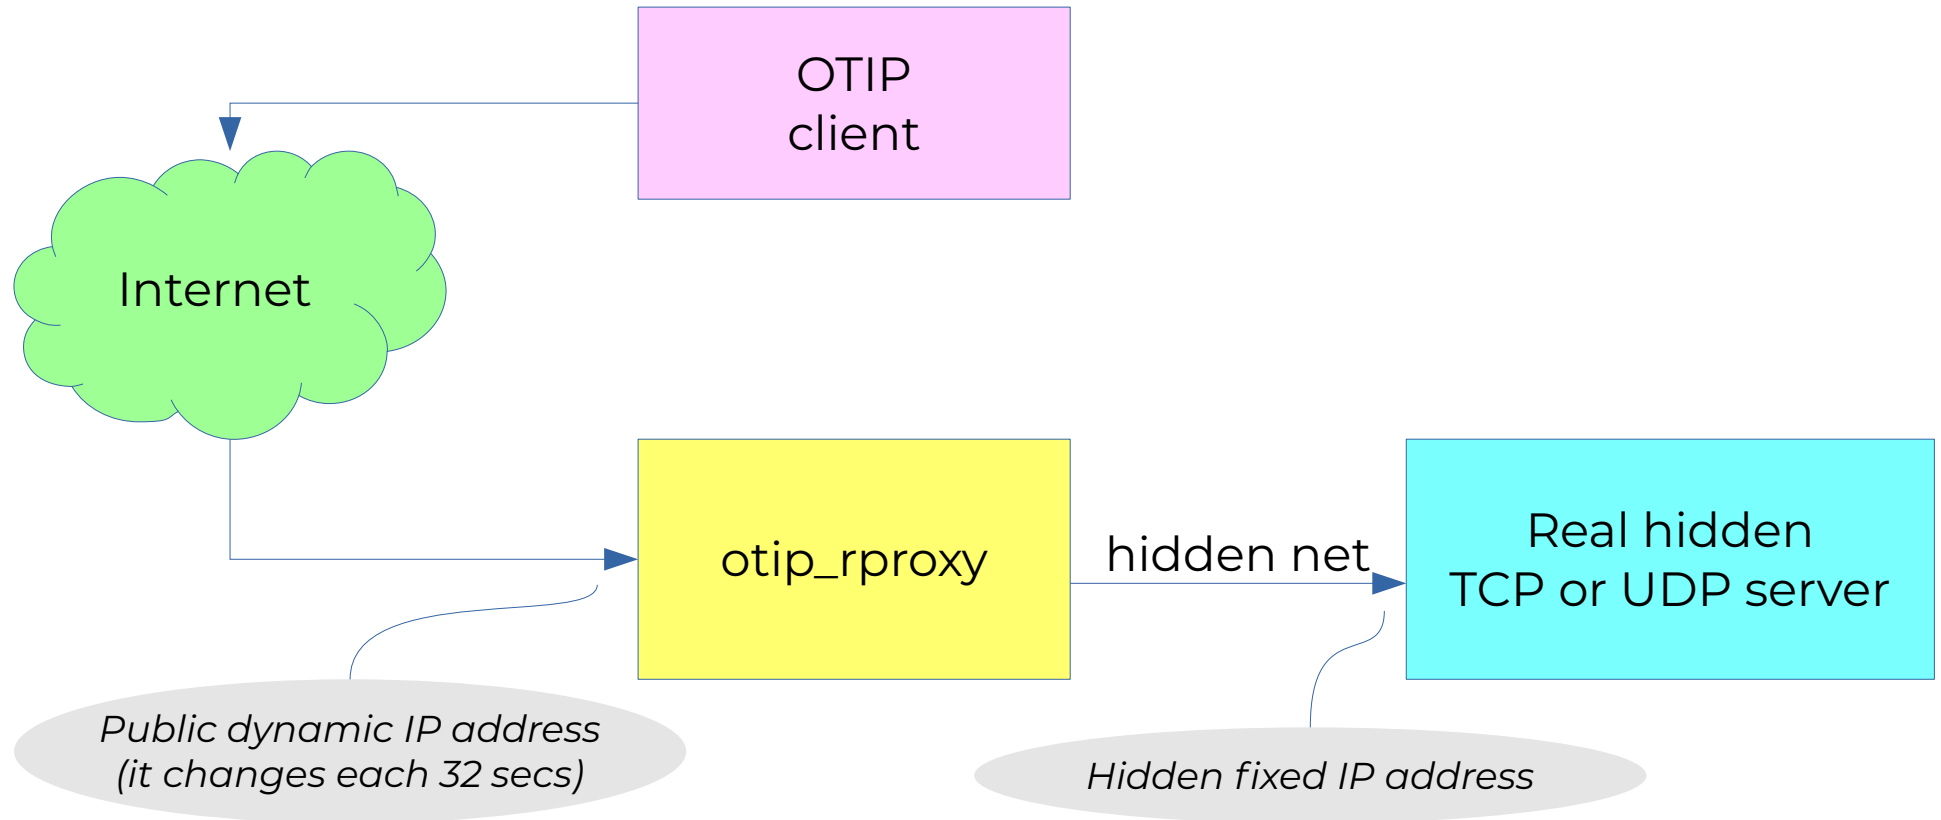 OTIP
client
Internet
otip_rproxy
hidden net
Real hidden
TCP or UDP server
Public dynamic IP address
(it changes each 32 secs)
Hidden fixed IP address